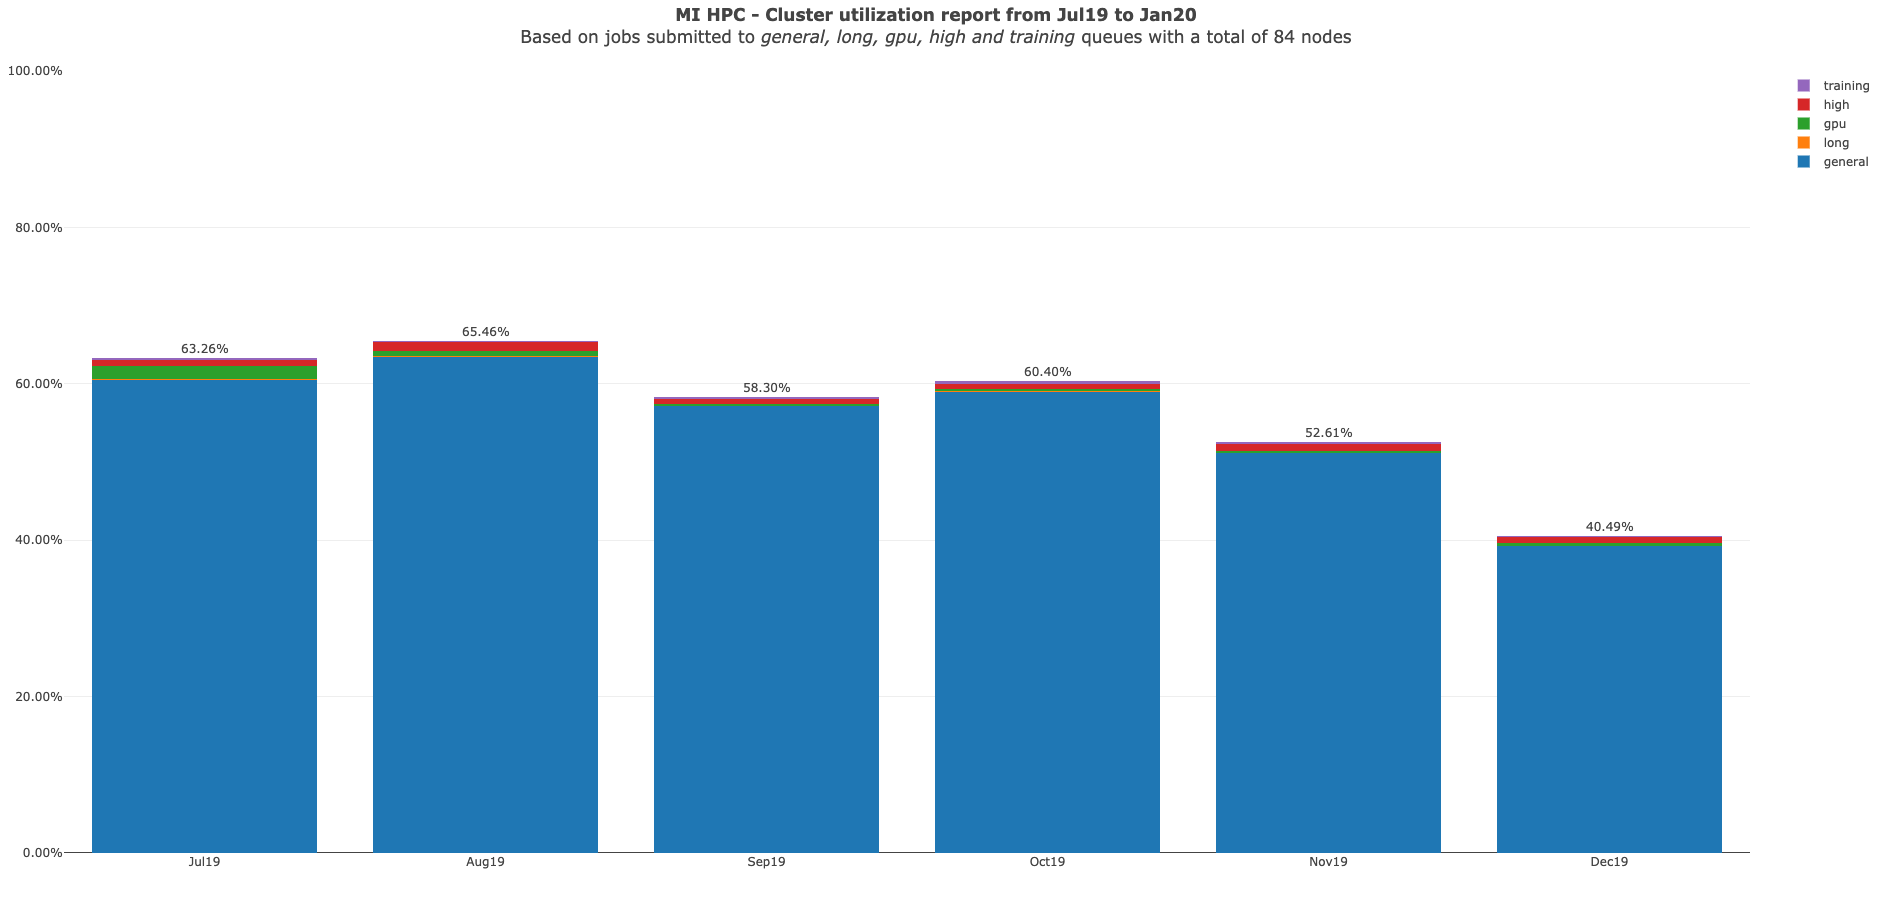 MI HPC - Cluster utilization report from Jul19 to Jan20
Based on jobs submitted to general, long, gpu, high and training queues with a total of 84 nodes
100.00%
80.00%
60.00%
40.00%
20.00%
0.00%
63.26%
65.46%
58.30%
60.40%
52.61%
40.49%
Jul19
Aug19
Sep19
Oct19
Nov19
Dec19
training
high
gpu
long
general